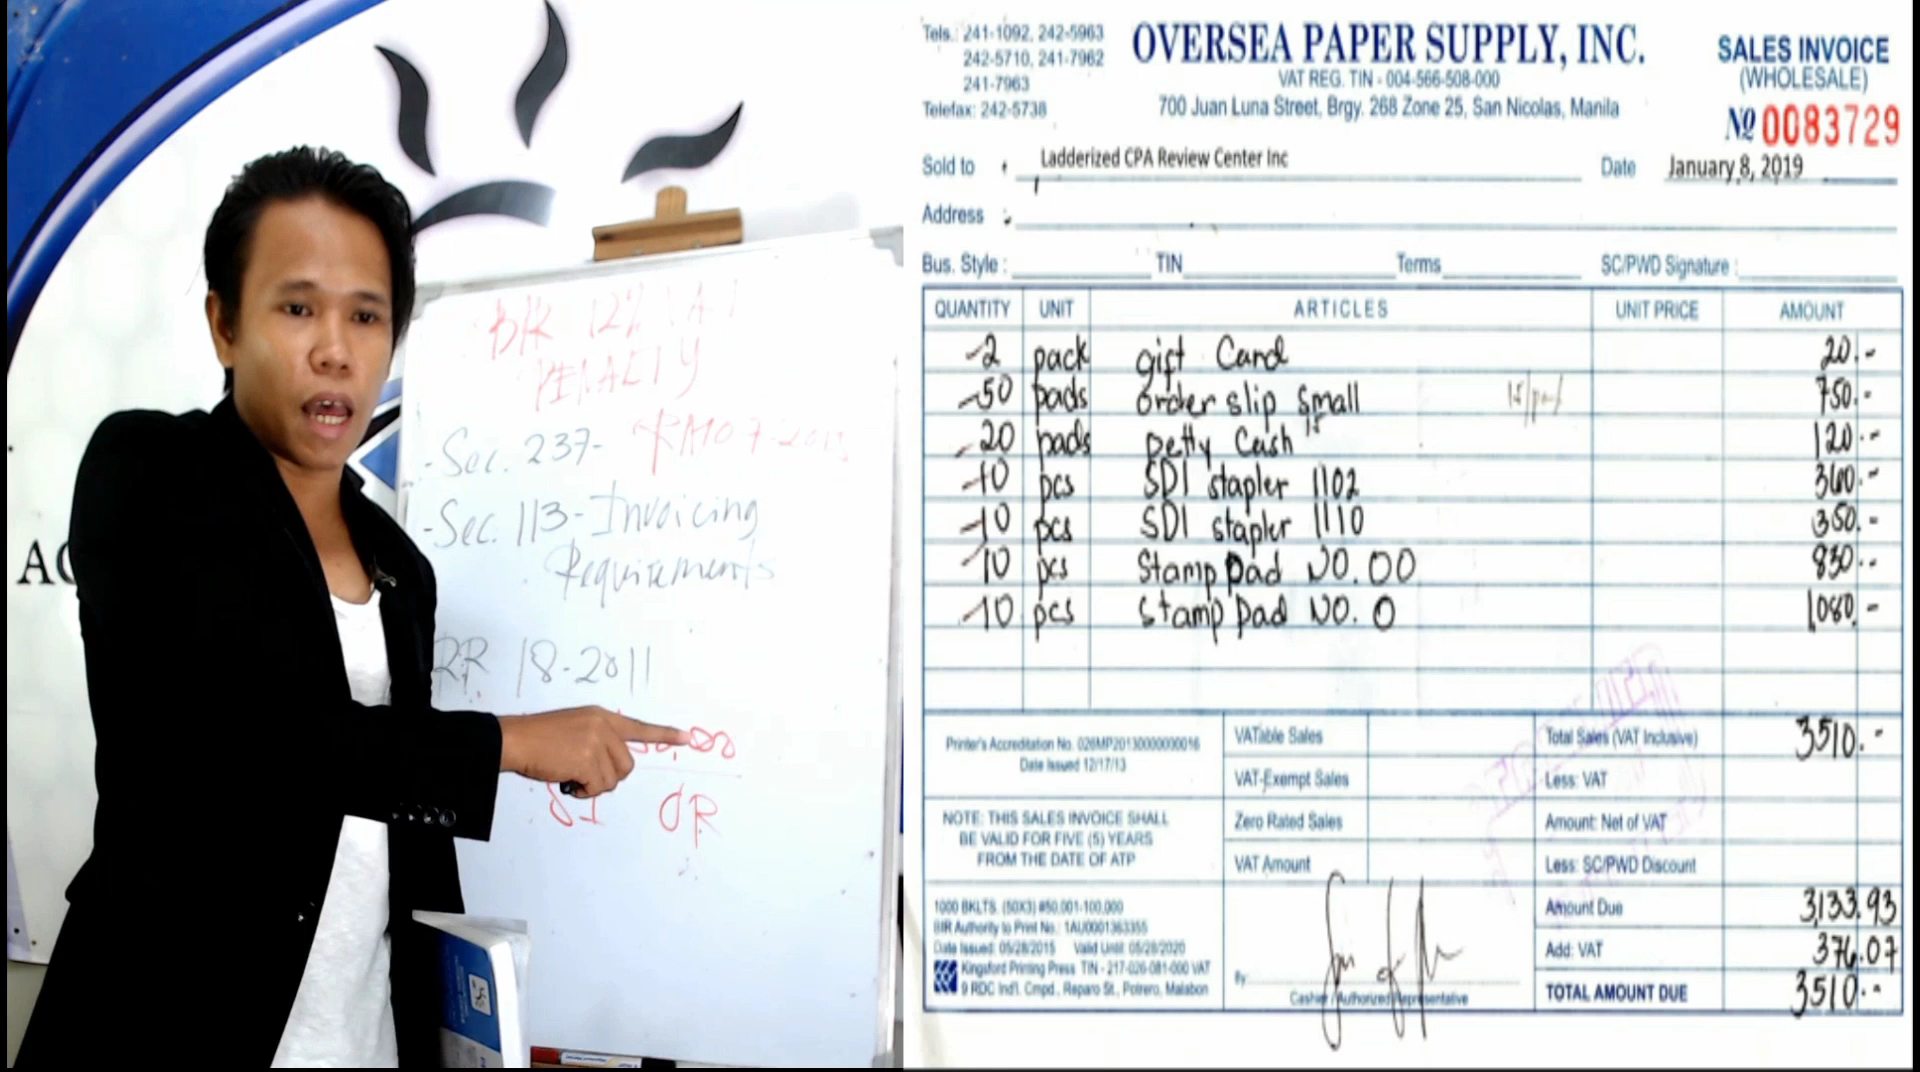 BIR 12% VAT
PENALTY
- Sec. 237- RMO 7-2015
- Sec. 113- Invoicing
Requirements
RR 18-2011
SI OR
Tels.: 241-1092, 242-5963
242-5710, 241-7962
241-7963
Telefax: 242-5738
OVERSEA PAPER SUPPLY, INC.
VAT REG. TIN - 004-566-508-000
700 Juan Luna Street, Brgy. 268 Zone 25, San Nicolas, Manila
SALES INVOICE
(WHOLESALE)
No 0083729
Sold to : Ladderized CPA Review Center Inc Date January 8, 2019
Address :
Bus. Style : TIN Terms SC/PWD Signature :
QUANTITY UNIT ARTICLES UNIT PRICE AMOUNT
2 pack gift Card 20.-
50 pads order slip small 750.-
20 pads petty Cash 120.-
10 pcs SDI stapler 1102 360.-
10 pcs SDI stapler 1110 350.-
10 pcs Stamp pad NO. 00 830.-
10 pcs Stamp pad NO. 0 1,080.-
Printer's Accreditation No. 026MP20130000000016
Date Issued 12/17/13
NOTE: THIS SALES INVOICE SHALL
BE VALID FOR FIVE (5) YEARS
FROM THE DATE OF ATP
1000 BKLTS. (50X3) #50,001-100,000
BIR Authority to Print No.: 1AU0001363355
Date Issued: 05/28/2015 Valid Until: 05/28/2020
Kingsford Printing Press TIN - 217-026-081-000 VAT
9 RDC Ind'l. Cmpd., Reparo St., Potrero, Malabon
VATable Sales
VAT-Exempt Sales
Zero Rated Sales
VAT Amount
By:
Cashier / Authorized Representative
Total Sales (VAT Inclusive) 3510.-
Less: VAT
Amount: Net of VAT
Less: SC/PWD Discount
Amount Due 3,133.93
Add: VAT 376.07
TOTAL AMOUNT DUE 3510.-